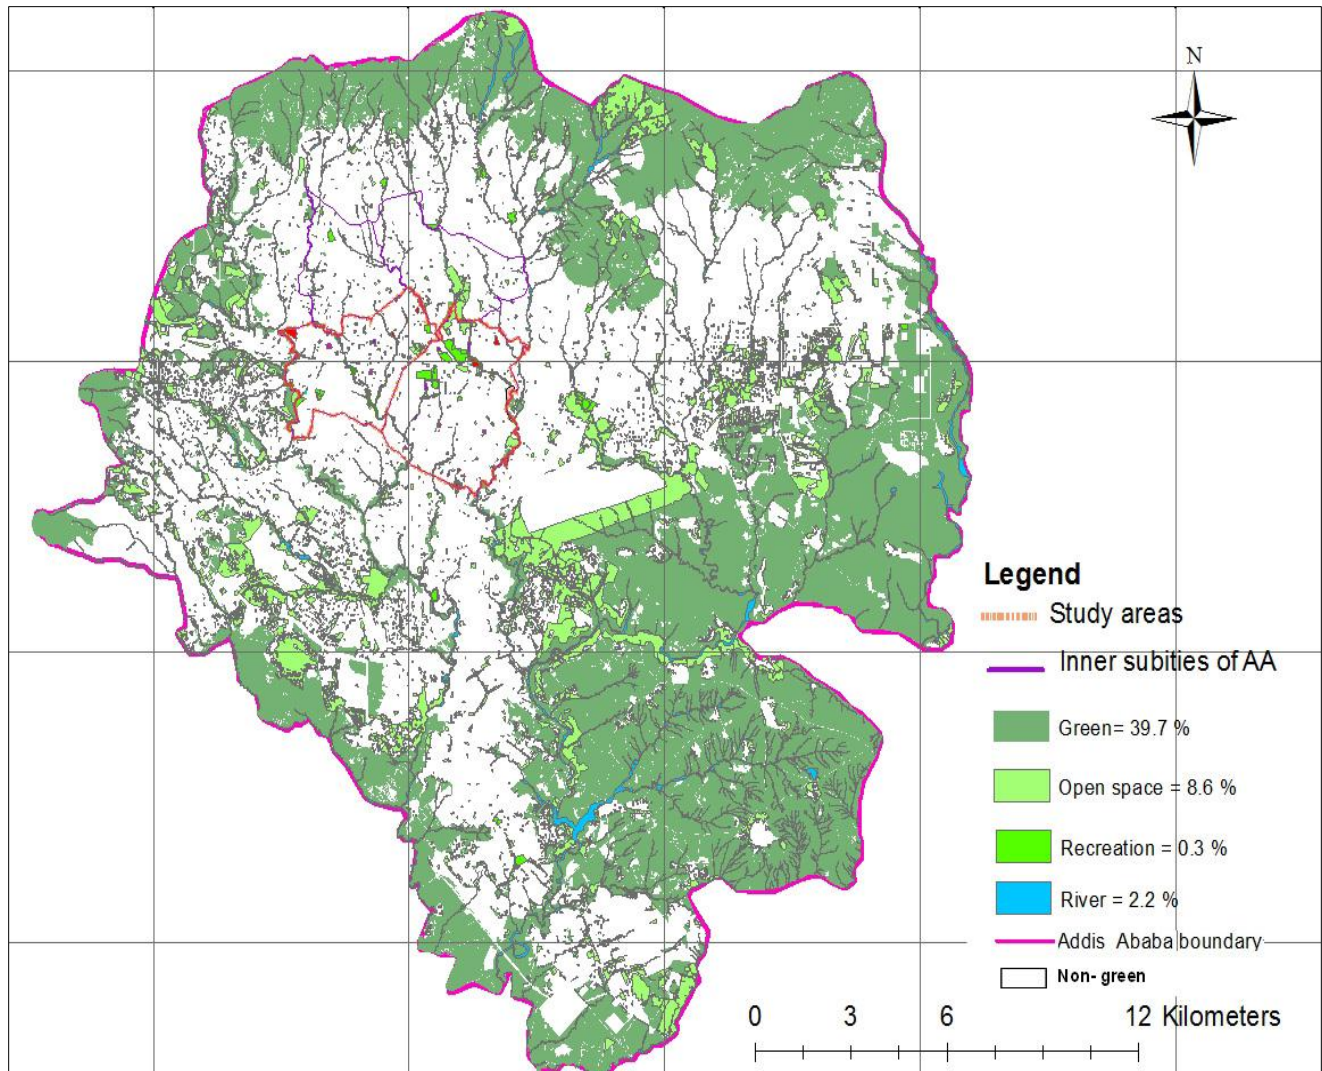 N
Legend
Study areas
Inner subities of AA
Green= 39.7 %
Open space = 8.6 %
Recreation = 0.3 %
River = 2.2 %
Addis Ababa boundary
Non- green
0 3 6 12 Kilometers